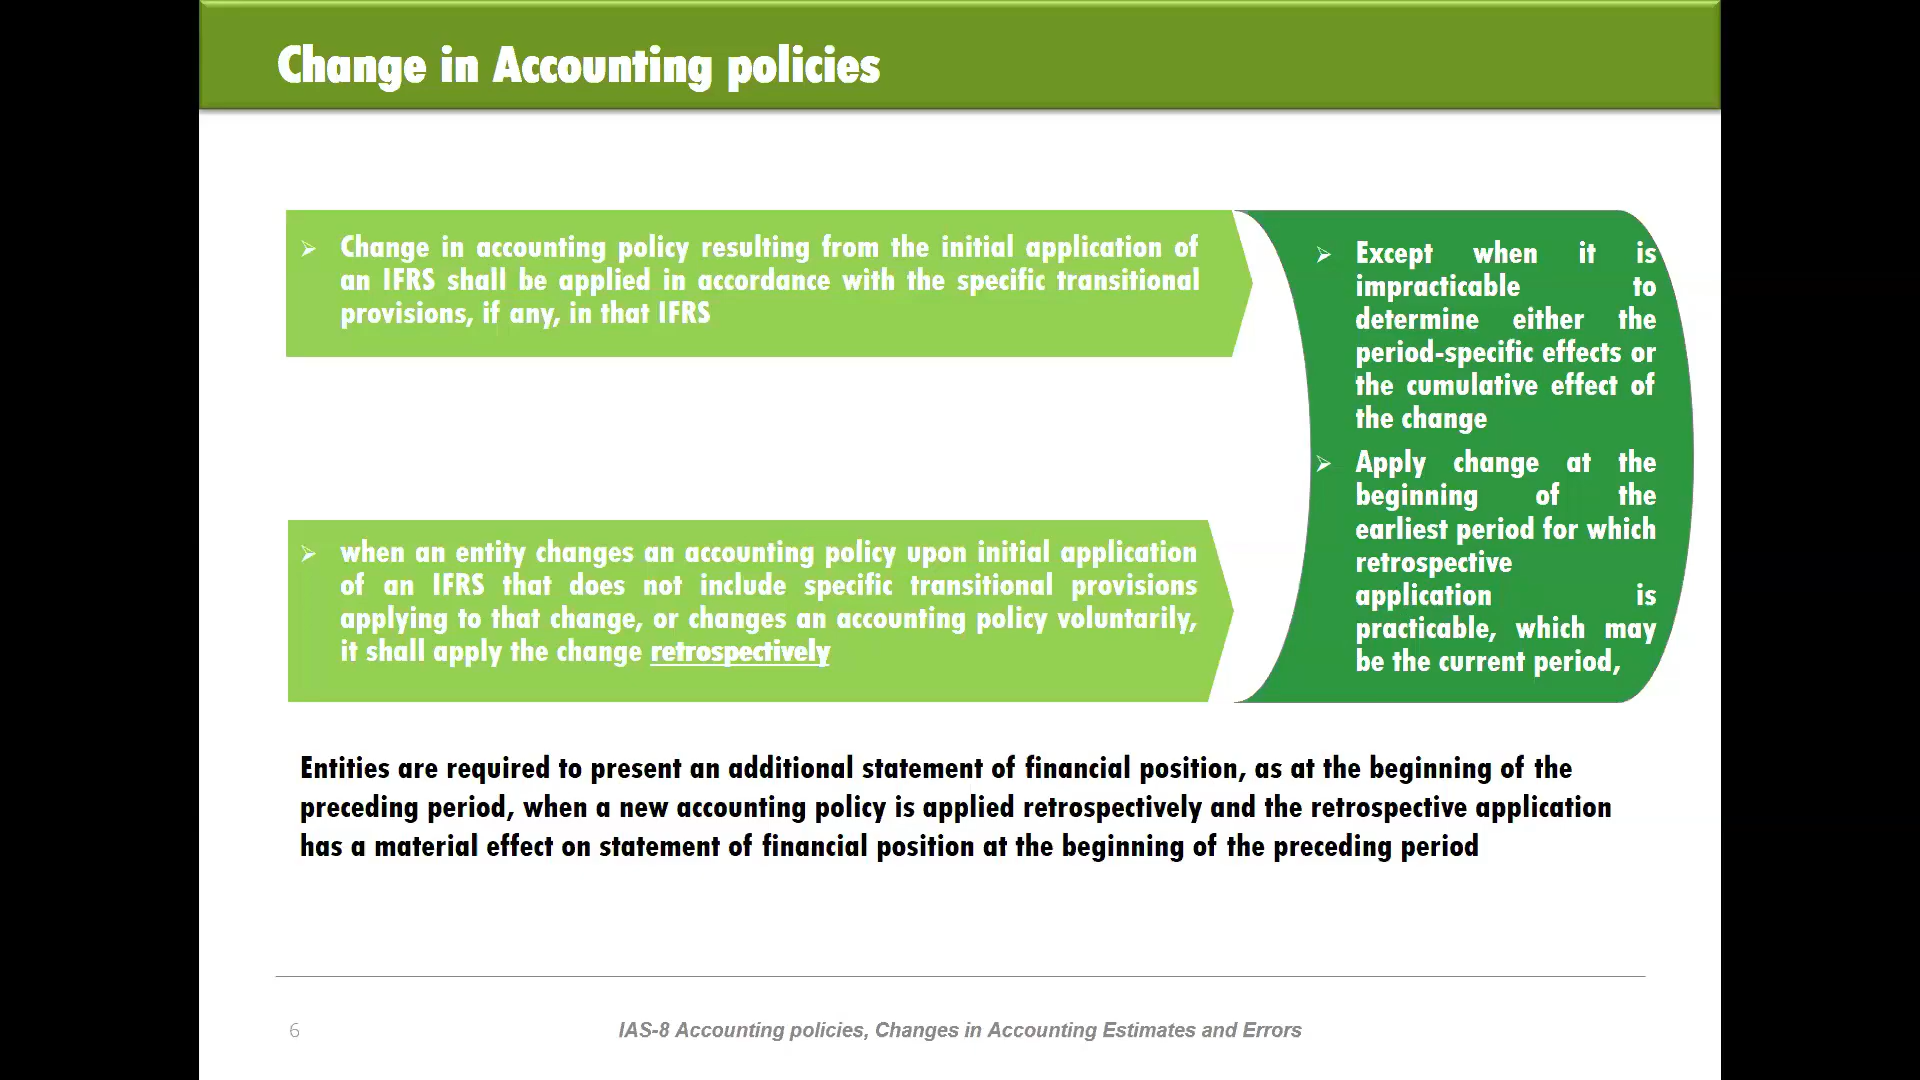 Change in Accounting policies
➢ Change in accounting policy resulting from the initial application of
an IFRS shall be applied in accordance with the specific transitional
provisions, if any, in that IFRS
➢ when an entity changes an accounting policy upon initial application
of an IFRS that does not include specific transitional provisions
applying to that change, or changes an accounting policy voluntarily,
it shall apply the change retrospectively
➢ Except when it is
impracticable to
determine either the
period-specific effects or
the cumulative effect of
the change
➢ Apply change at the
beginning of the
earliest period for which
retrospective
application is
practicable, which may
be the current period,
Entities are required to present an additional statement of financial position, as at the beginning of the
preceding period, when a new accounting policy is applied retrospectively and the retrospective application
has a material effect on statement of financial position at the beginning of the preceding period
6
IAS-8 Accounting policies, Changes in Accounting Estimates and Errors